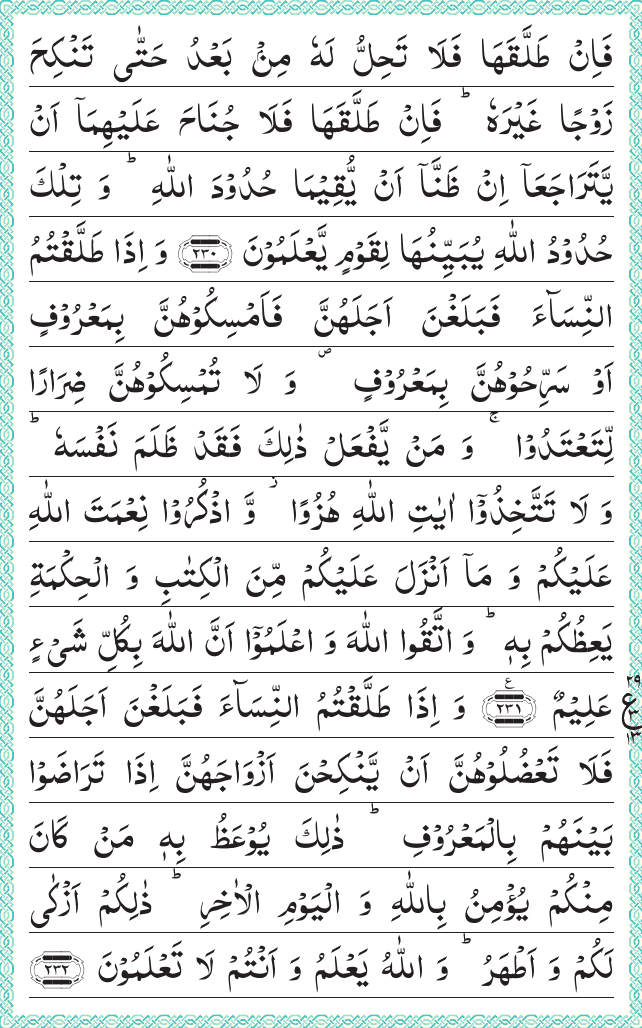 فَاِنۡ طَلَّقَهَا فَلَا تَحِلُّ لَهٗ مِنۡۢ بَعۡدُ حَتّٰى تَنۡكِحَ
زَوۡجًا غَيۡرَهٗ ؕ فَاِنۡ طَلَّقَهَا فَلَا جُنَاحَ عَلَيۡهِمَاۤ اَنۡ
يَّتَرَاجَعَاۤ اِنۡ ظَنَّاۤ اَنۡ يُّقِيۡمَا حُدُوۡدَ اللّٰهِ ؕ وَ تِلۡكَ
حُدُوۡدُ اللّٰهِ يُبَيِّنُهَا لِقَوۡمٍ يَّعۡلَمُوۡنَ ﴿۲۳۰﴾ وَ اِذَا طَلَّقۡتُمُ
النِّسَآءَ فَبَلَغۡنَ اَجَلَهُنَّ فَاَمۡسِكُوۡهُنَّ بِمَعۡرُوۡفٍ
اَوۡ سَرِّحُوۡهُنَّ بِمَعۡرُوۡفٍ ۪ وَ لَا تُمۡسِكُوۡهُنَّ ضِرَارًا
لِّتَعۡتَدُوۡا ۚ وَ مَنۡ يَّفۡعَلۡ ذٰلِكَ فَقَدۡ ظَلَمَ نَفۡسَهٗ ؕ
وَ لَا تَتَّخِذُوۡۤا اٰيٰتِ اللّٰهِ هُزُوًا ۫ وَّ اذۡكُرُوۡا نِعۡمَتَ اللّٰهِ
عَلَيۡكُمۡ وَ مَاۤ اَنۡزَلَ عَلَيۡكُمۡ مِّنَ الۡكِتٰبِ وَ الۡحِكۡمَةِ
يَعِظُكُمۡ بِهٖ ؕ وَ اتَّقُوا اللّٰهَ وَ اعۡلَمُوۡۤا اَنَّ اللّٰهَ بِكُلِّ شَىۡءٍ
عَلِيۡمٌ ﴿۲۳۱﴾ ع وَ اِذَا طَلَّقۡتُمُ النِّسَآءَ فَبَلَغۡنَ اَجَلَهُنَّ
فَلَا تَعۡضُلُوۡهُنَّ اَنۡ يَّنۡكِحۡنَ اَزۡوَاجَهُنَّ اِذَا تَرَاضَوۡا
بَيۡنَهُمۡ بِالۡمَعۡرُوۡفِ ؕ ذٰلِكَ يُوۡعَظُ بِهٖ مَنۡ كَانَ
مِنۡكُمۡ يُؤۡمِنُ بِاللّٰهِ وَ الۡيَوۡمِ الۡاٰخِرِ ؕ ذٰلِكُمۡ اَزۡكٰى
لَكُمۡ وَ اَطۡهَرُ ؕ وَ اللّٰهُ يَعۡلَمُ وَ اَنۡتُمۡ لَا تَعۡلَمُوۡنَ ﴿۲۳۲﴾
۲۹
ع
۱۳